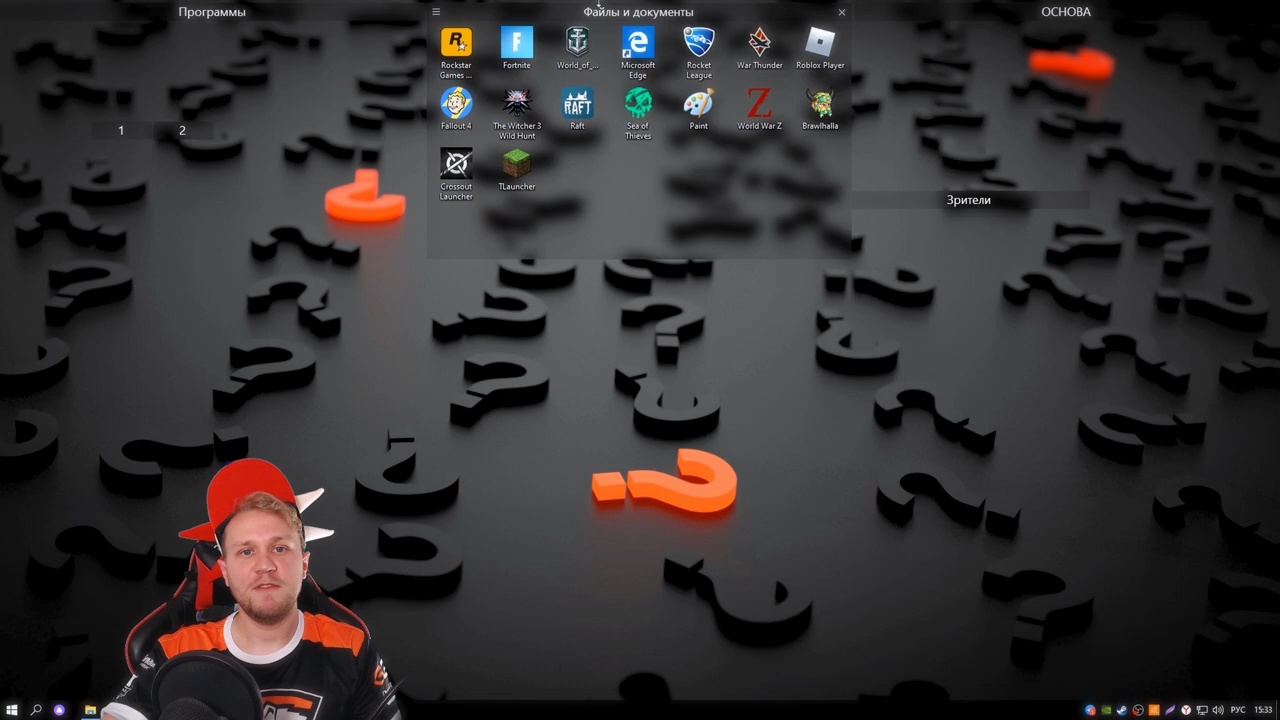 Программы
Файлы и документы
ОСНОВА
Rockstar
Games ...
Fortnite
World_of_...
Microsoft
Edge
Rocket
League
War Thunder
Roblox Player
Fallout 4
The Witcher 3
Wild Hunt
RAFT
Raft
Sea of
Thieves
Paint
World War Z
Brawlhalla
1
2
Crossout
Launcher
TLauncher
Зрители
РУС
15:33